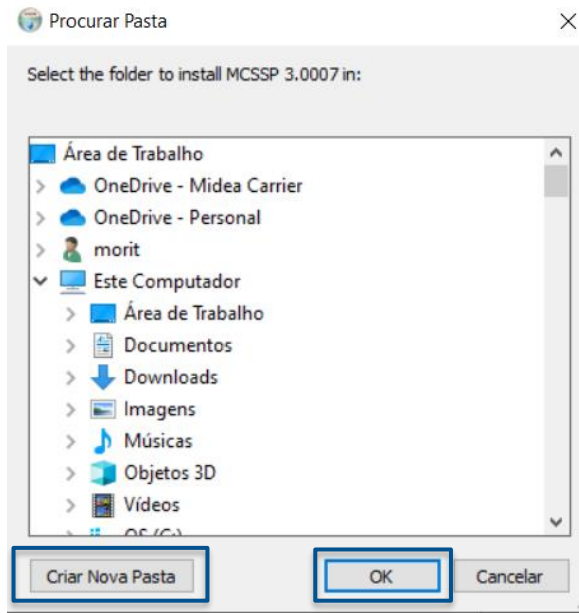 Procurar Pasta
Select the folder to install MCSSP 3.0007 in:
Área de Trabalho
OneDrive - Midea Carrier
OneDrive - Personal
morit
Este Computador
Área de Trabalho
Documentos
Downloads
Imagens
Músicas
Objetos 3D
Vídeos
OS (C:)
Criar Nova Pasta OK Cancelar